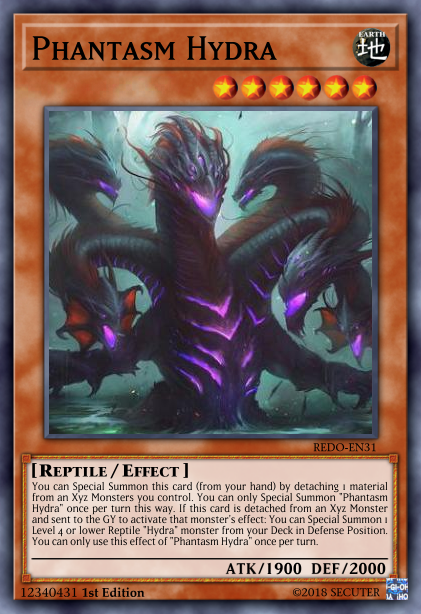 Phantasm Hydra
EARTH
地
REDO-EN31
[Reptile / Effect]
You can Special Summon this card (from your hand) by detaching 1 material
from an Xyz Monsters you control. You can only Special Summon "Phantasm
Hydra" once per turn this way. If this card is detached from an Xyz Monster
and sent to the GY to activate that monster's effect: You can Special Summon 1
Level 4 or lower Reptile "Hydra" monster from your Deck in Defense Position.
You can only use this effect of "Phantasm Hydra" once per turn.
ATK/1900 DEF/2000
12340431 1st Edition
©2018 SECUTER